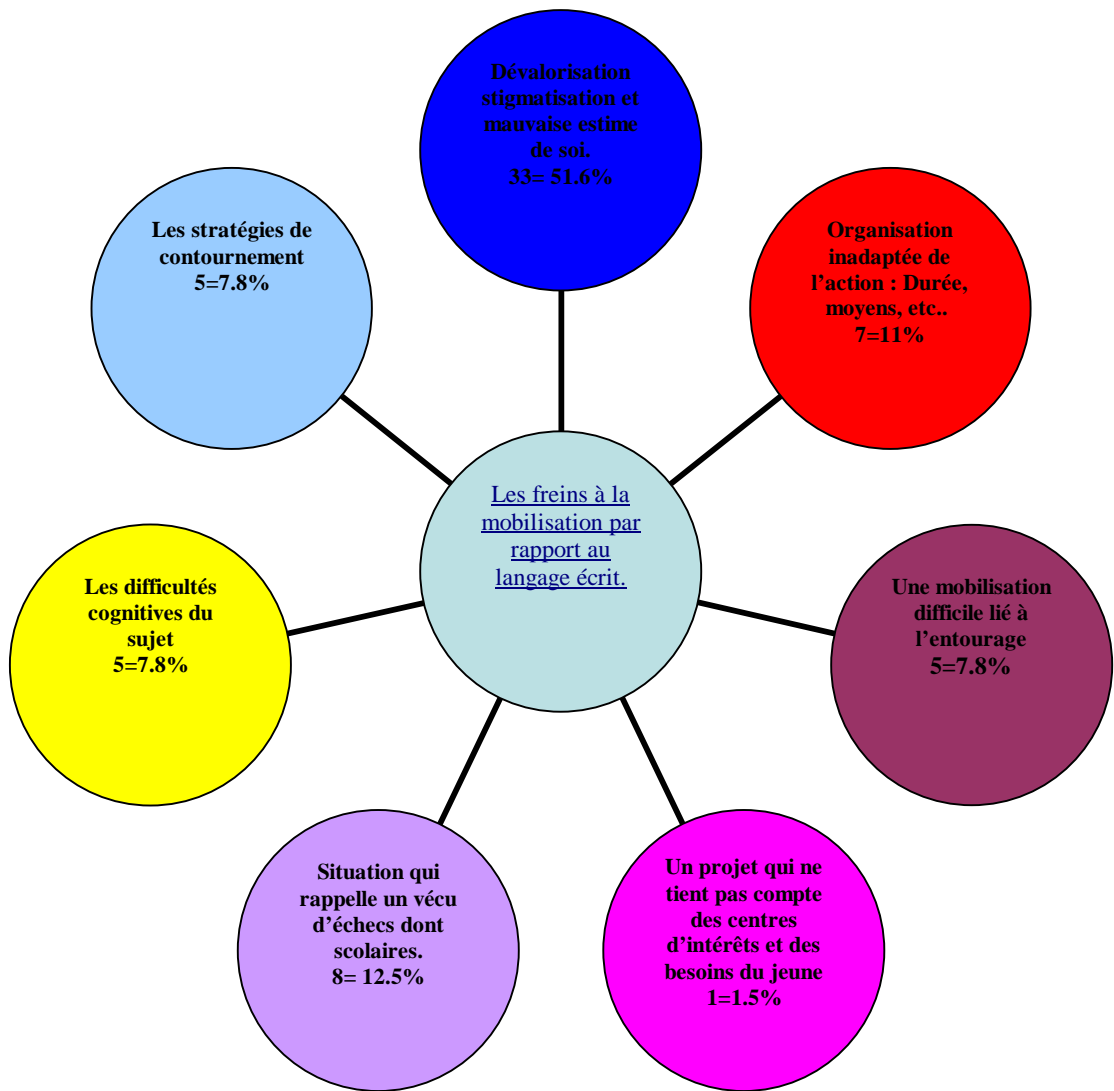 Dévalorisation
stigmatisation et
mauvaise estime
de soi.
33= 51.6%
Les stratégies de
contournement
5=7.8%
Organisation
inadaptée de
l’action : Durée,
moyens, etc..
7=11%
Les freins à la
mobilisation par
rapport au
langage écrit.
Les difficultés
cognitives du
sujet
5=7.8%
Une mobilisation
difficile lié à
l’entourage
5=7.8%
Situation qui
rappelle un vécu
d’échecs dont
scolaires.
8= 12.5%
Un projet qui ne
tient pas compte
des centres
d’intérêts et des
besoins du jeune
1=1.5%